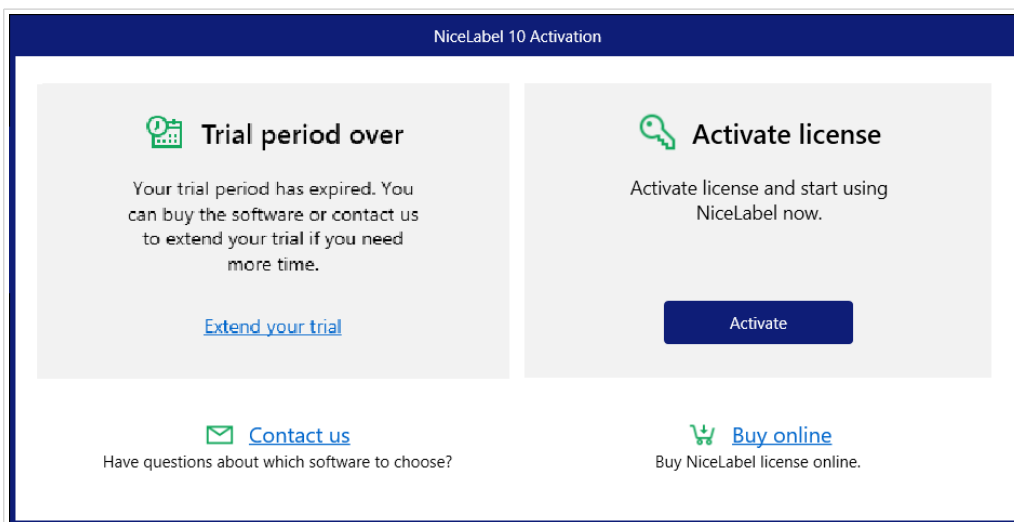 NiceLabel 10 Activation
Trial period over
Your trial period has expired. You
can buy the software or contact us
to extend your trial if you need
more time.
Extend your trial
Activate license
Activate license and start using
NiceLabel now.
Activate
Contact us
Have questions about which software to choose?
Buy online
Buy NiceLabel license online.